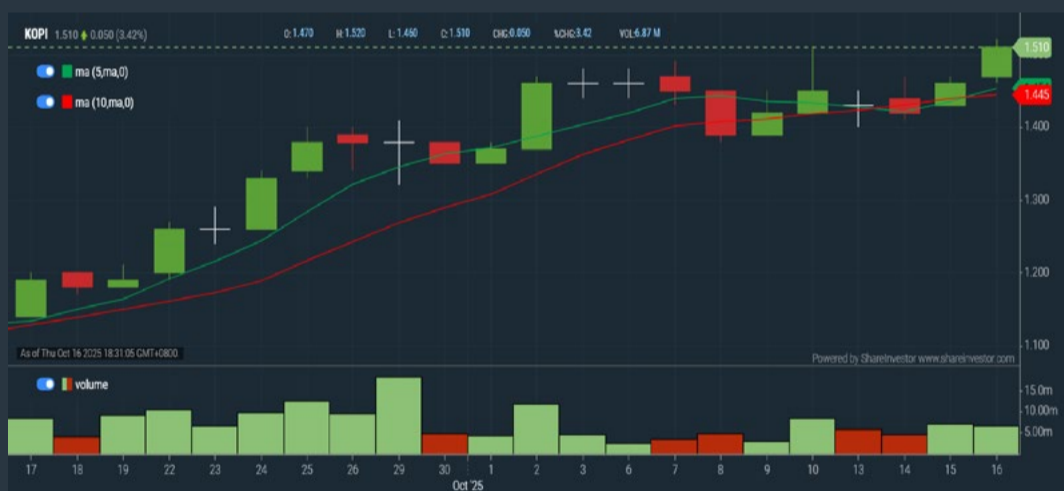 KOPI 1.510 0.050 (3.42%) O: 1.470 H: 1.520 L: 1.460 C: 1.510 CHG:0.050 %CHG:3.42 VOL:6.87 M
1.510
ma (5,ma,0)
ma (10,ma,0)
1.445
1.400
1.300
1.200
1.100
As of Thu Oct 16 2025 18:31:05 GMT+0800
Powered by ShareInvestor www.shareinvestor.com
volume
15.0m
10.00m
5.00m
17 18 19 22 23 24 25 26 29 30 1 2 3 6 7 8 9 10 13 14 15 16
Oct '25